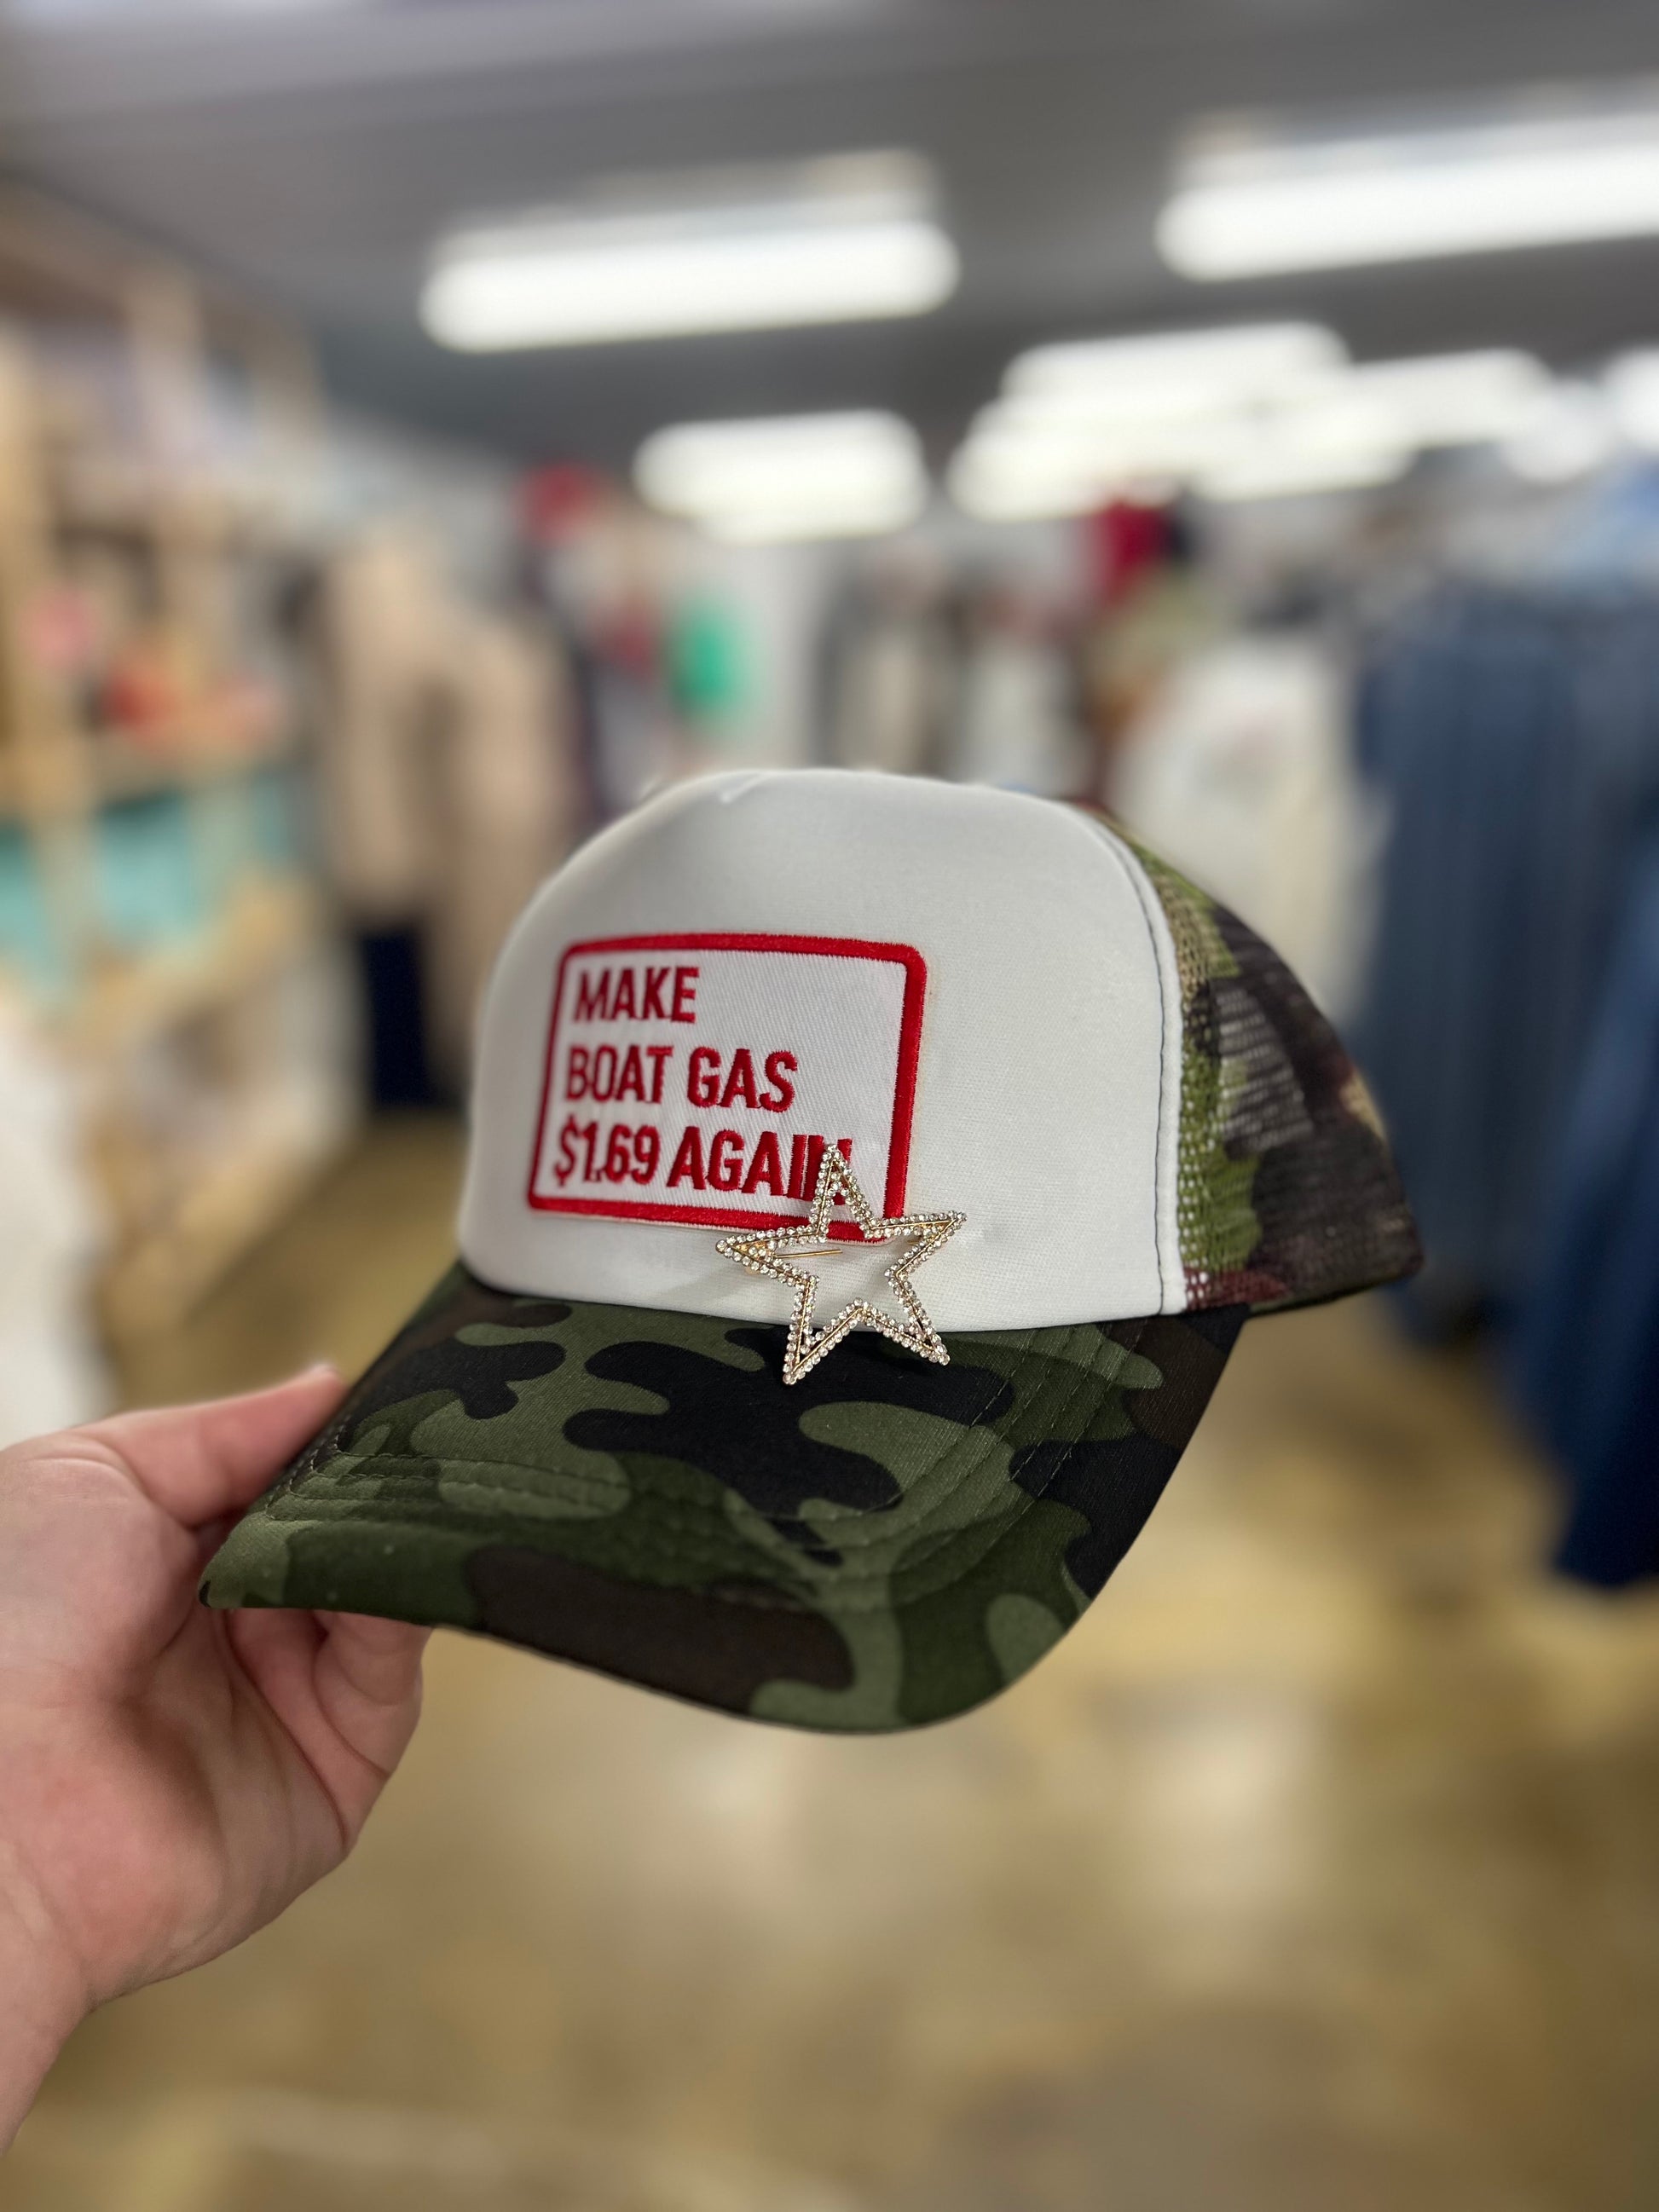 MAKE
BOAT GAS
$1.69 AGAIN